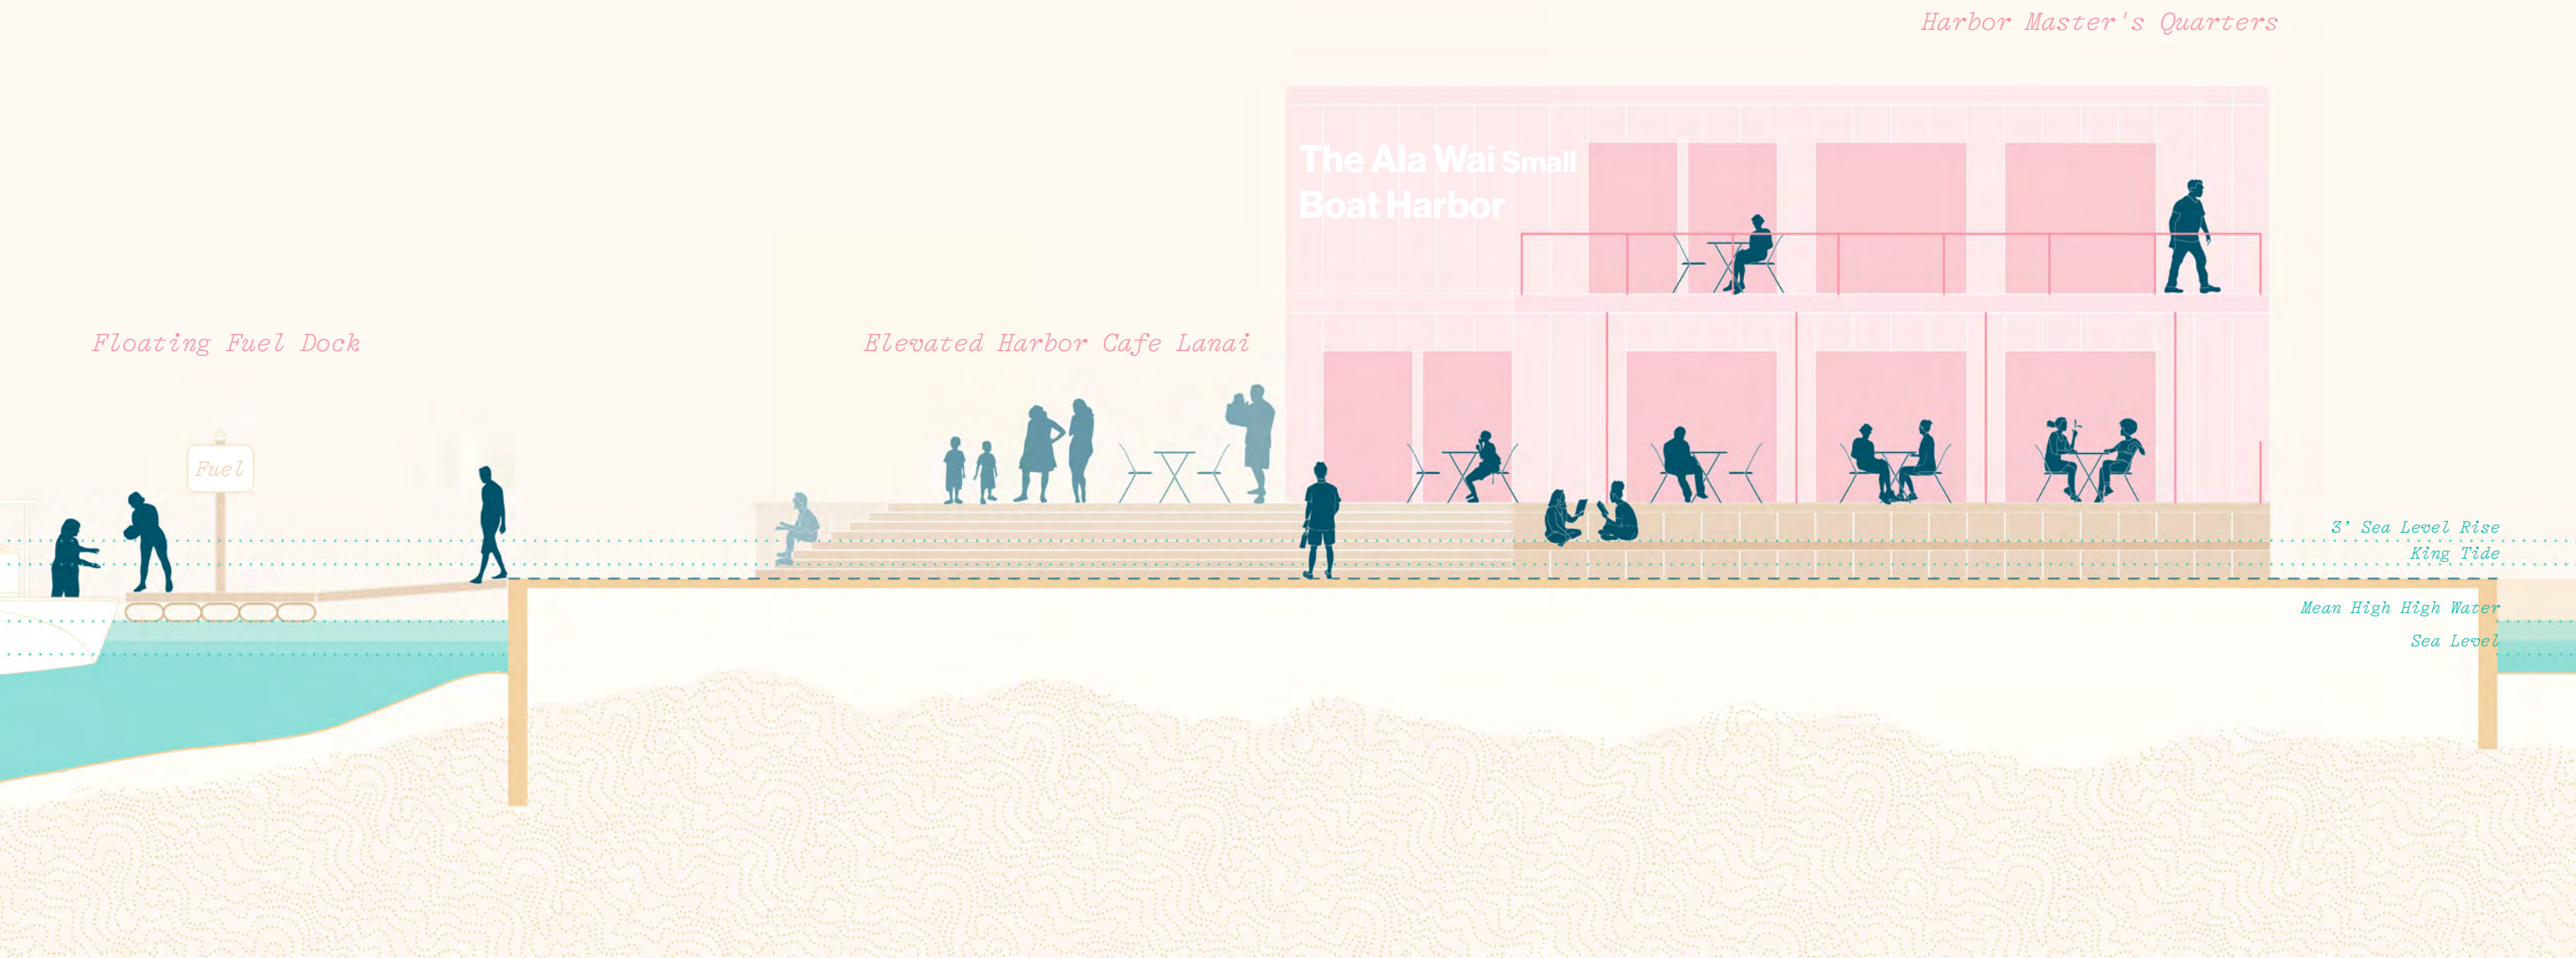 Harbor Master's Quarters
The Ala Wai Small
Boat Harbor
Floating Fuel Dock
Elevated Harbor Cafe Lanai
Fuel
3’ Sea Level Rise
King Tide
Mean High High Water
Sea Level